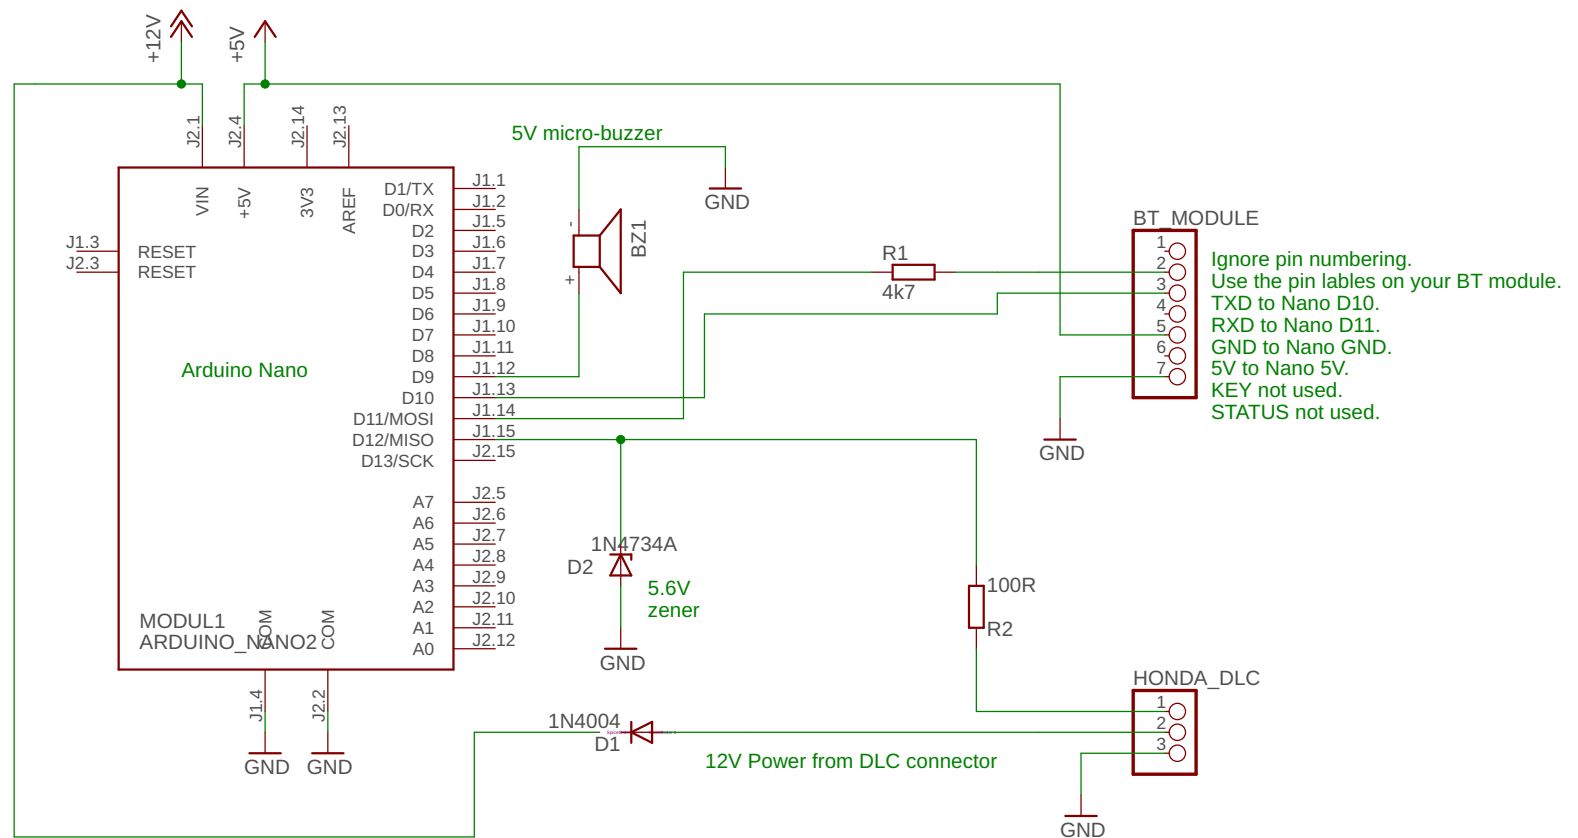 +12V
+5V
J2.1
J2.4
J2.14
J2.13
VIN
+5V
3V3
AREF
J1.3
RESET
J2.3
RESET
D1/TX
J1.1
D0/RX
J1.2
D2
J1.5
D3
J1.6
D4
J1.7
D5
J1.8
D6
J1.9
D7
J1.10
D8
J1.11
D9
J1.12
D10
J1.13
D11/MOSI
J1.14
D12/MISO
J1.15
D13/SCK
J2.15
A7
J2.5
A6
J2.6
A5
J2.7
A4
J2.8
A3
J2.9
A2
J2.10
A1
J2.11
A0
J2.12
Arduino Nano
MODUL1
ARDUINO_NANO2
COM
COM
J1.4
J2.2
GND
GND
5V micro-buzzer
GND
-
+
BZ1
R1
4k7
BT_MODULE
1
2
3
4
5
6
7
GND
Ignore pin numbering.
Use the pin lables on your BT module.
TXD to Nano D10.
RXD to Nano D11.
GND to Nano GND.
5V to Nano 5V.
KEY not used.
STATUS not used.
1N4734A
D2
5.6V
zener
GND
100R
R2
1N4004
D1
12V Power from DLC connector
HONDA_DLC
1
2
3
GND